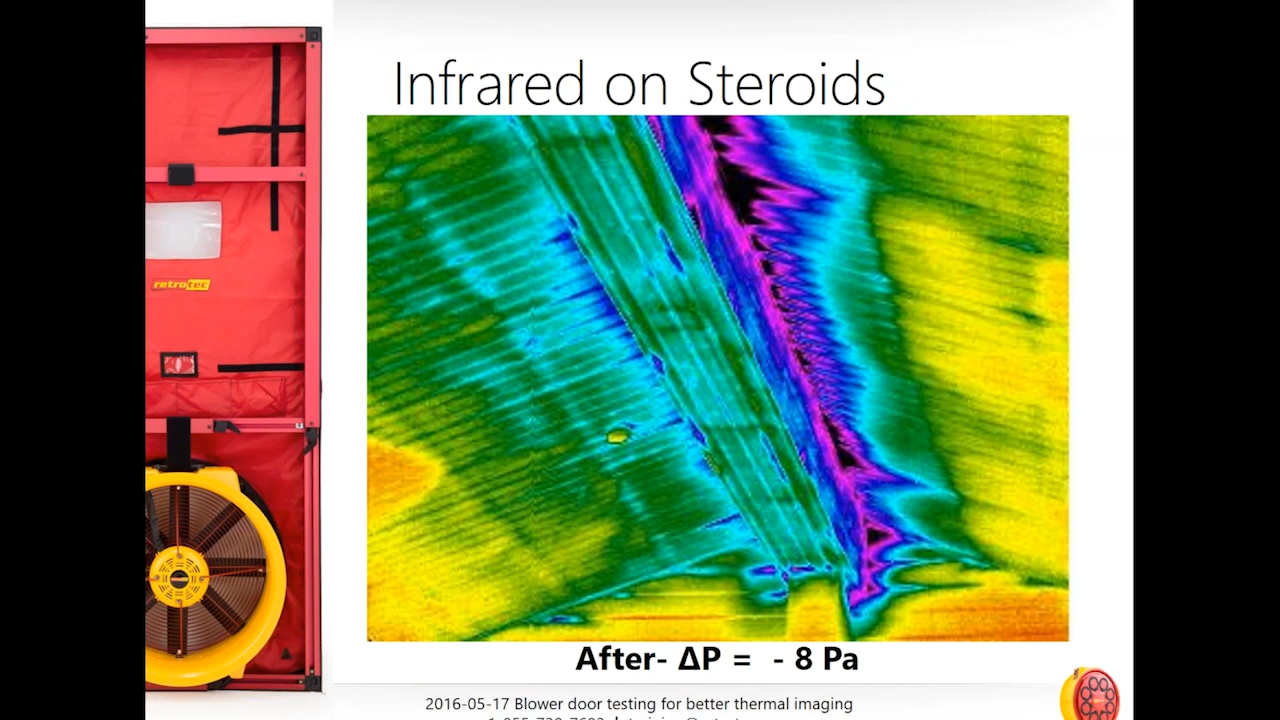 Infrared on Steroids
retrotec
After- ΔP = - 8 Pa
2016-05-17 Blower door testing for better thermal imaging